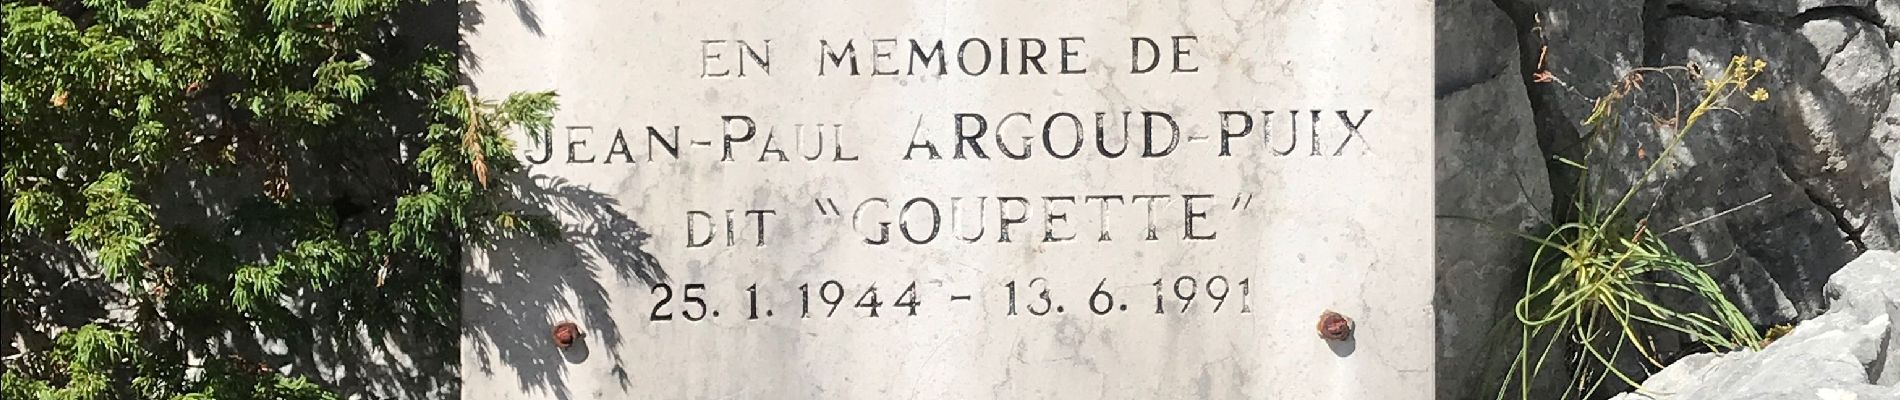 EN MEMOIRE DE
JEAN-PAUL ARGOUD-PUIX
DIT "GOUPETTE"
25.1.1944 - 13.6.1991